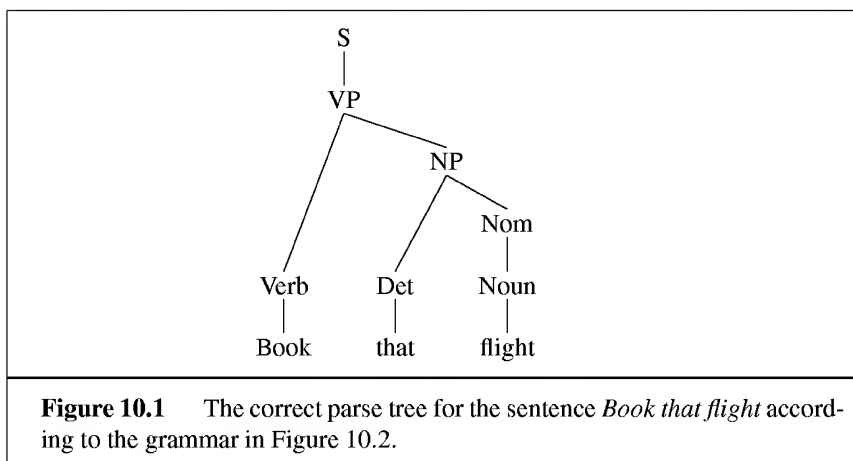 S
VP
NP
Nom
Verb Det Noun
Book that flight
Figure 10.1 The correct parse tree for the sentence Book that flight accord-
ing to the grammar in Figure 10.2.